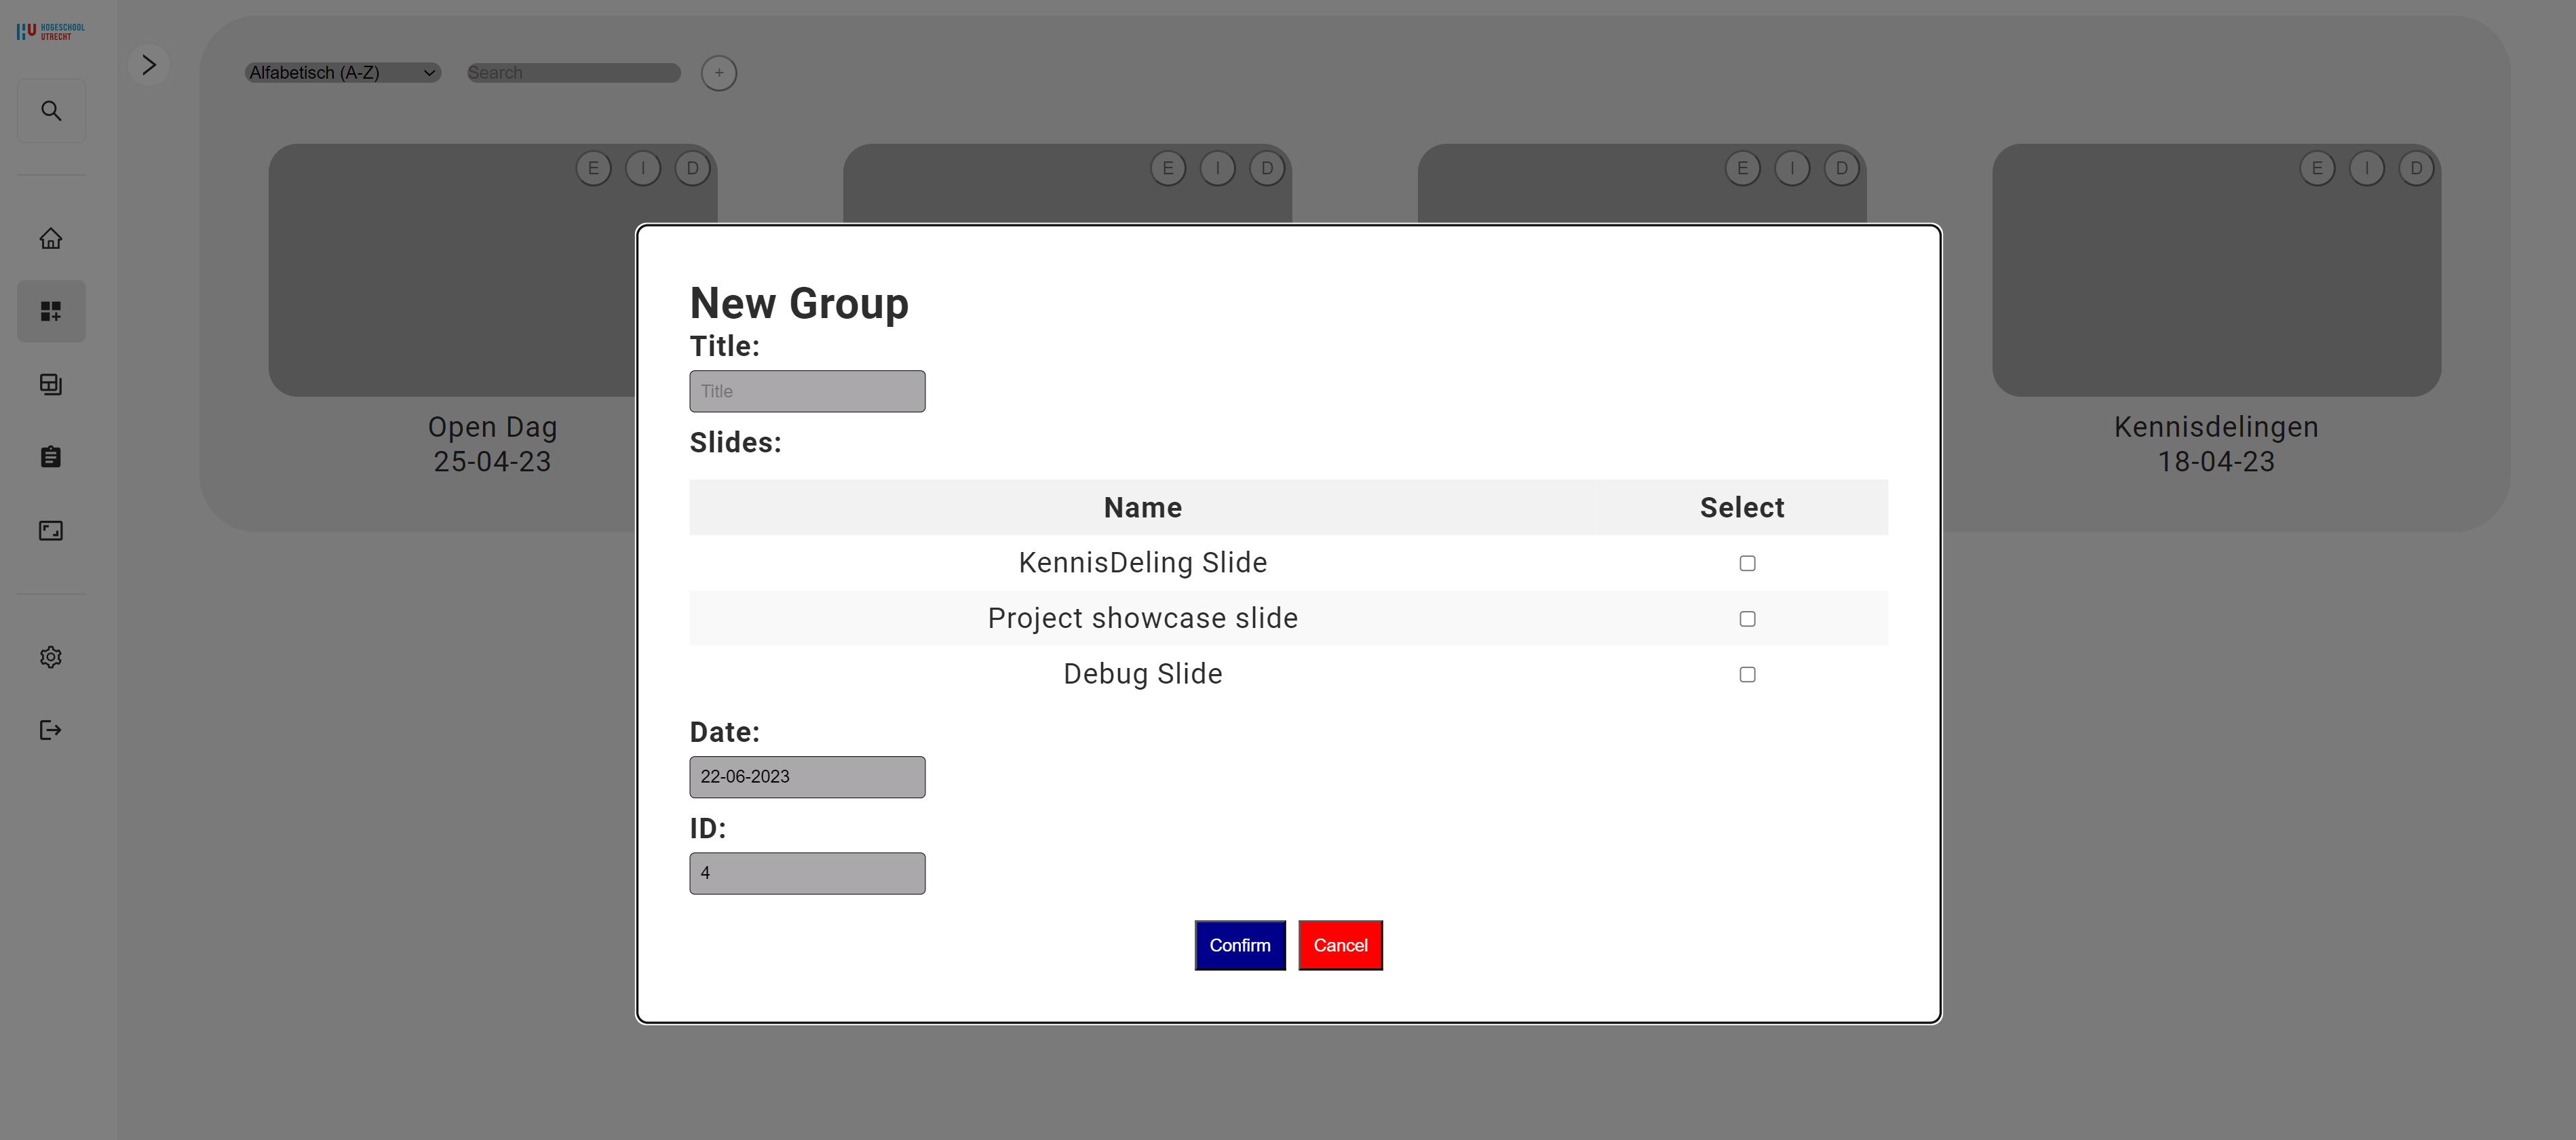 HOGESCHOOL
UTRECHT
Alfabetisch (A-Z)
Search
+
E I D
E I D
E I D
E I D
Open Dag
25-04-23
Kennisdelingen
18-04-23
New Group
Title:
Title
Slides:
Name Select
KennisDeling Slide
Project showcase slide
Debug Slide
Date:
22-06-2023
ID:
4
Confirm Cancel